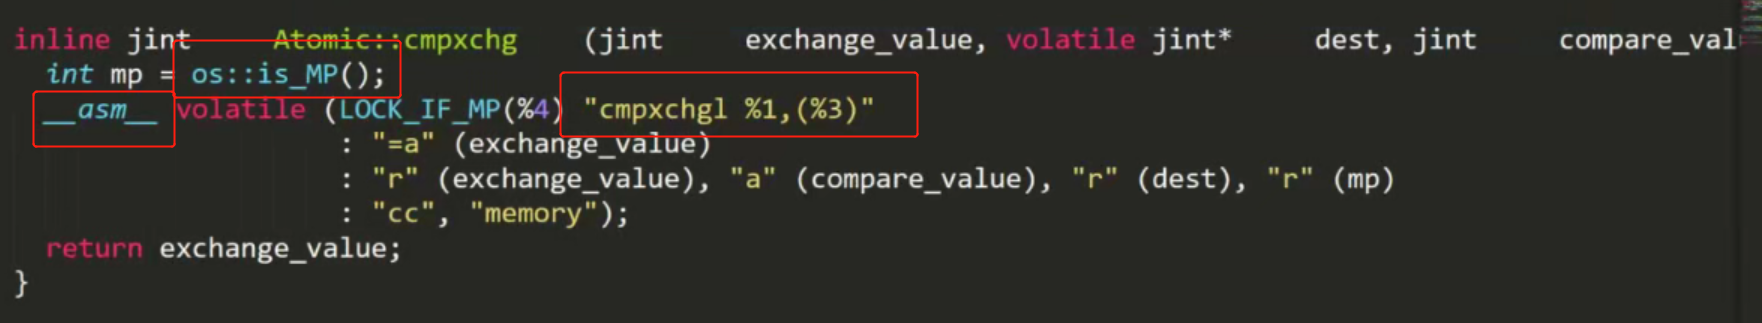 inline jint     Atomic::cmpxchg    (jint     exchange_value, volatile jint*     dest, jint     compare_val
  int mp = os::is_MP();
  __asm__ volatile (LOCK_IF_MP(%4) "cmpxchgl %1,(%3)"
                    : "=a" (exchange_value)
                    : "r" (exchange_value), "a" (compare_value), "r" (dest), "r" (mp)
                    : "cc", "memory");
  return exchange_value;
}